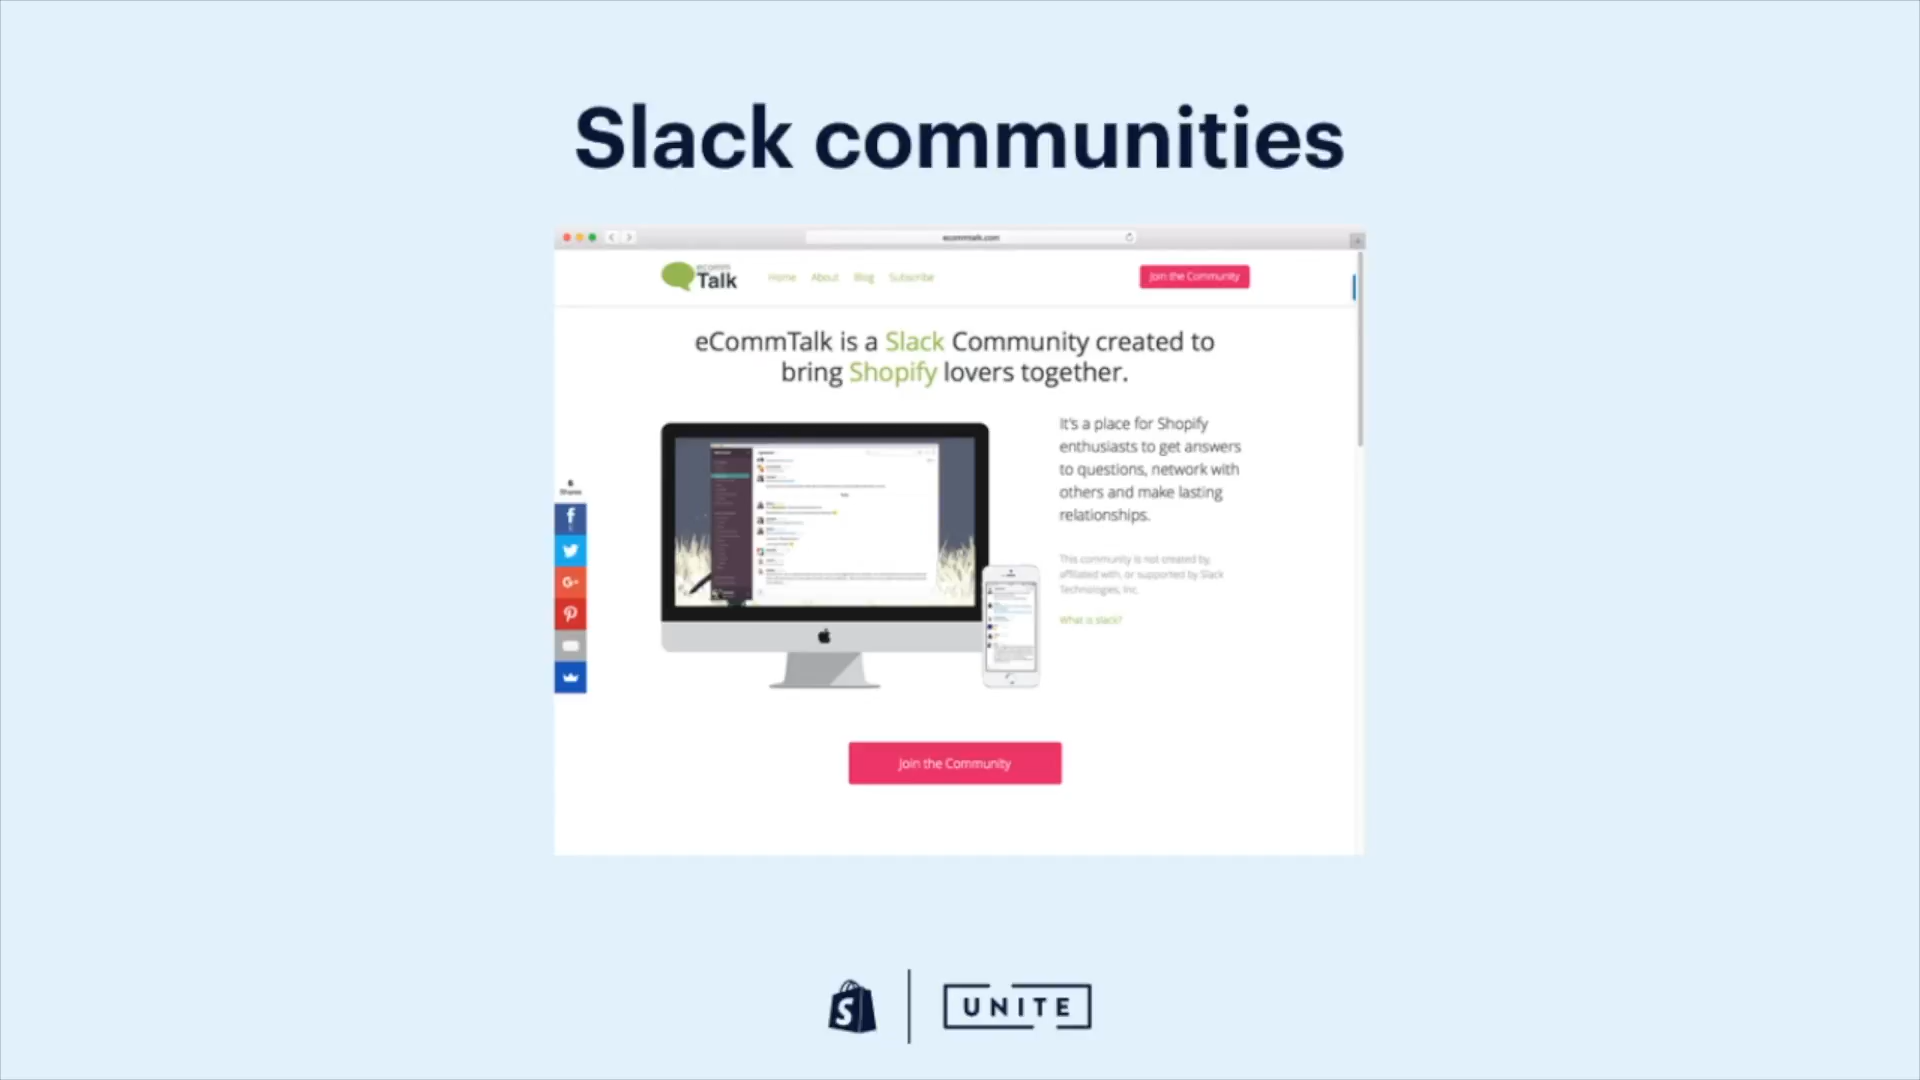 Slack communities
ecommtalk.com
ecomm
Talk
Home About Blog Subscribe
Join the Community
eCommTalk is a Slack Community created to
bring Shopify lovers together.
It's a place for Shopify
enthusiasts to get answers
to questions, network with
others and make lasting
relationships.
This community is not created by,
affiliated with, or supported by Slack
Technologies, Inc.
What is slack?
Shares
Join the Community
UNITE